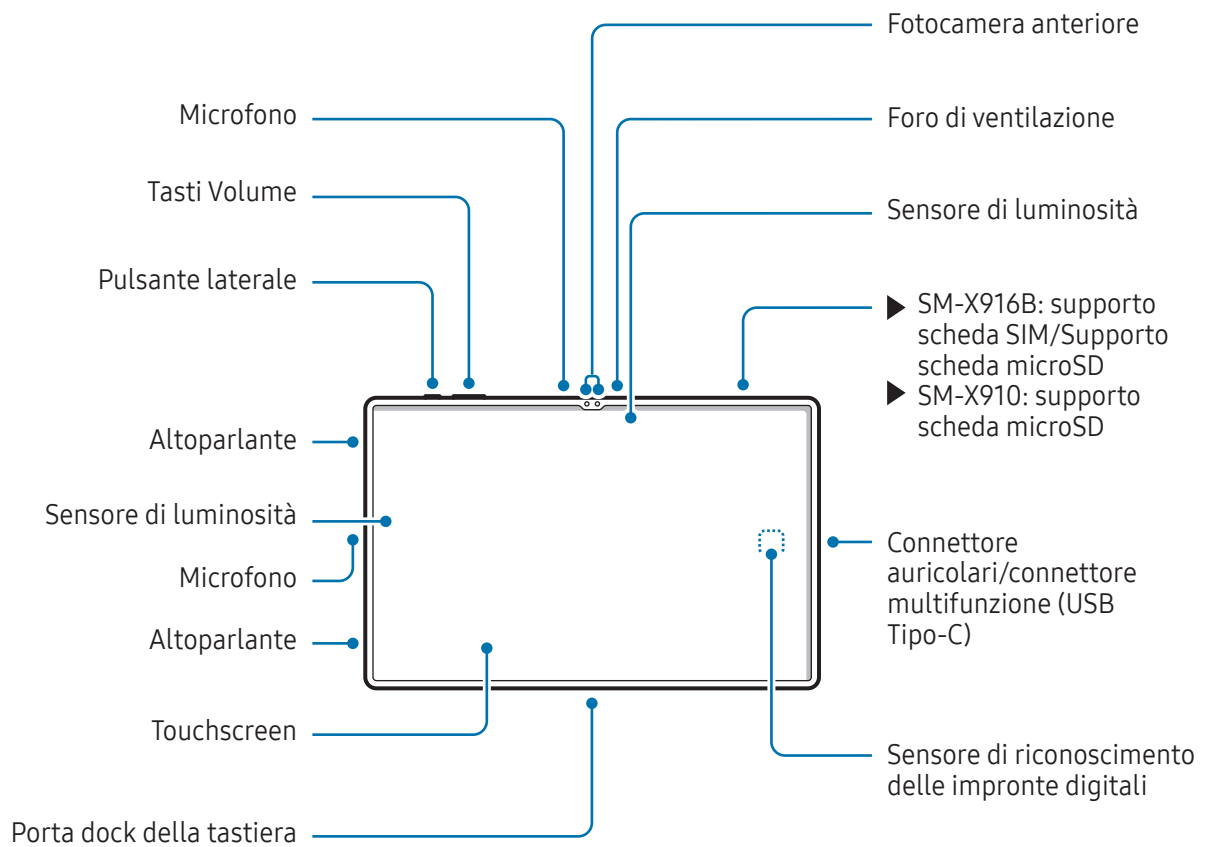 Fotocamera anteriore
Microfono
Foro di ventilazione
Tasti Volume
Sensore di luminosità
Pulsante laterale
SM-X916B: supporto
scheda SIM/Supporto
scheda microSD
SM-X910: supporto
scheda microSD
Altoparlante
Sensore di luminosità
Microfono
Altoparlante
Connettore
auricolari/connettore
multifunzione (USB
Tipo-C)
Touchscreen
Sensore di riconoscimento
delle impronte digitali
Porta dock della tastiera